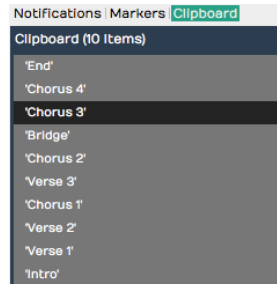 Notifications | Markers | Clipboard
Clipboard (10 Items)
'End'
'Chorus 4'
'Chorus 3'
'Bridge'
'Chorus 2'
'Verse 3'
'Chorus 1'
'Verse 2'
'Verse 1'
'Intro'